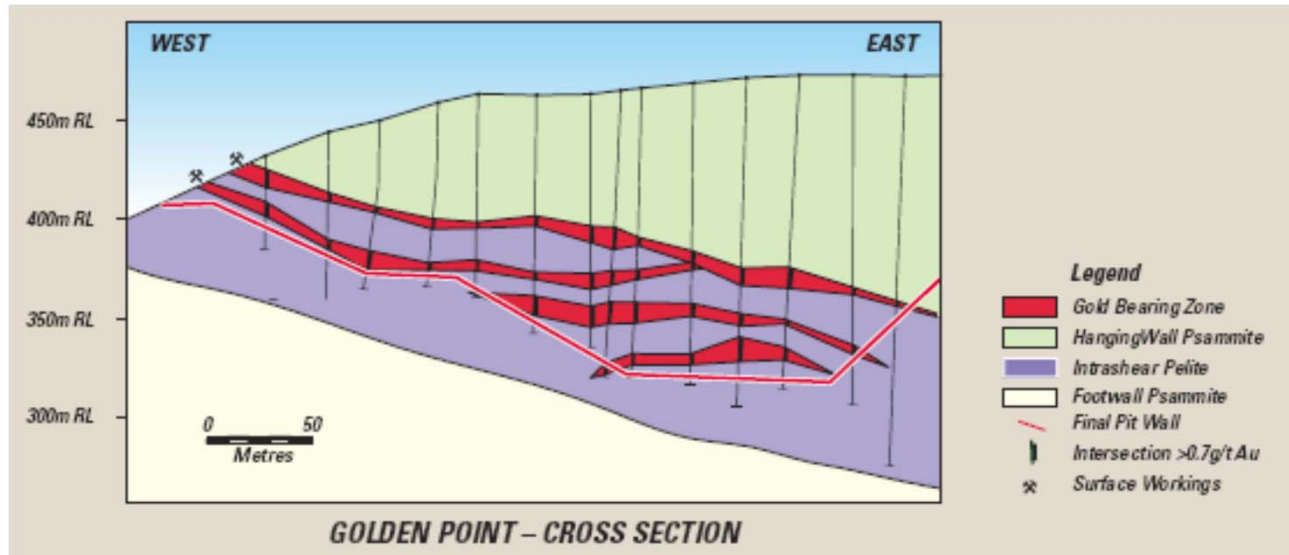 WEST
EAST
450m RL
400m RL
350m RL
300m RL
0 50
Metres
Legend
Gold Bearing Zone
HangingWall Psammite
Intrashear Pelite
Footwall Psammite
Final Pit Wall
Intersection >0.7g/t Au
Surface Workings
GOLDEN POINT – CROSS SECTION